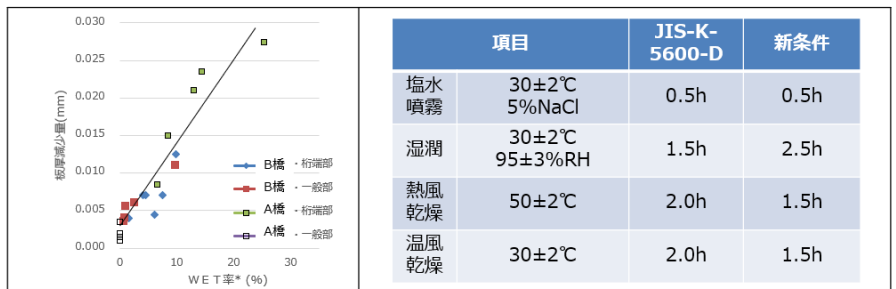 0.030
0.025
0.020
0.015
0.010
0.005
0.000
板厚減少量(mm)
0 10 20 30
WET率* (%)
B橋 ・桁端部
B橋 ・一般部
A橋 ・桁端部
A橋 ・一般部
項目 JIS-K-
5600-D 新条件
塩水
噴霧 30±2℃
5%NaCl 0.5h 0.5h
湿潤 30±2℃
95±3%RH 1.5h 2.5h
熱風
乾燥 50±2℃ 2.0h 1.5h
温風
乾燥 30±2℃ 2.0h 1.5h